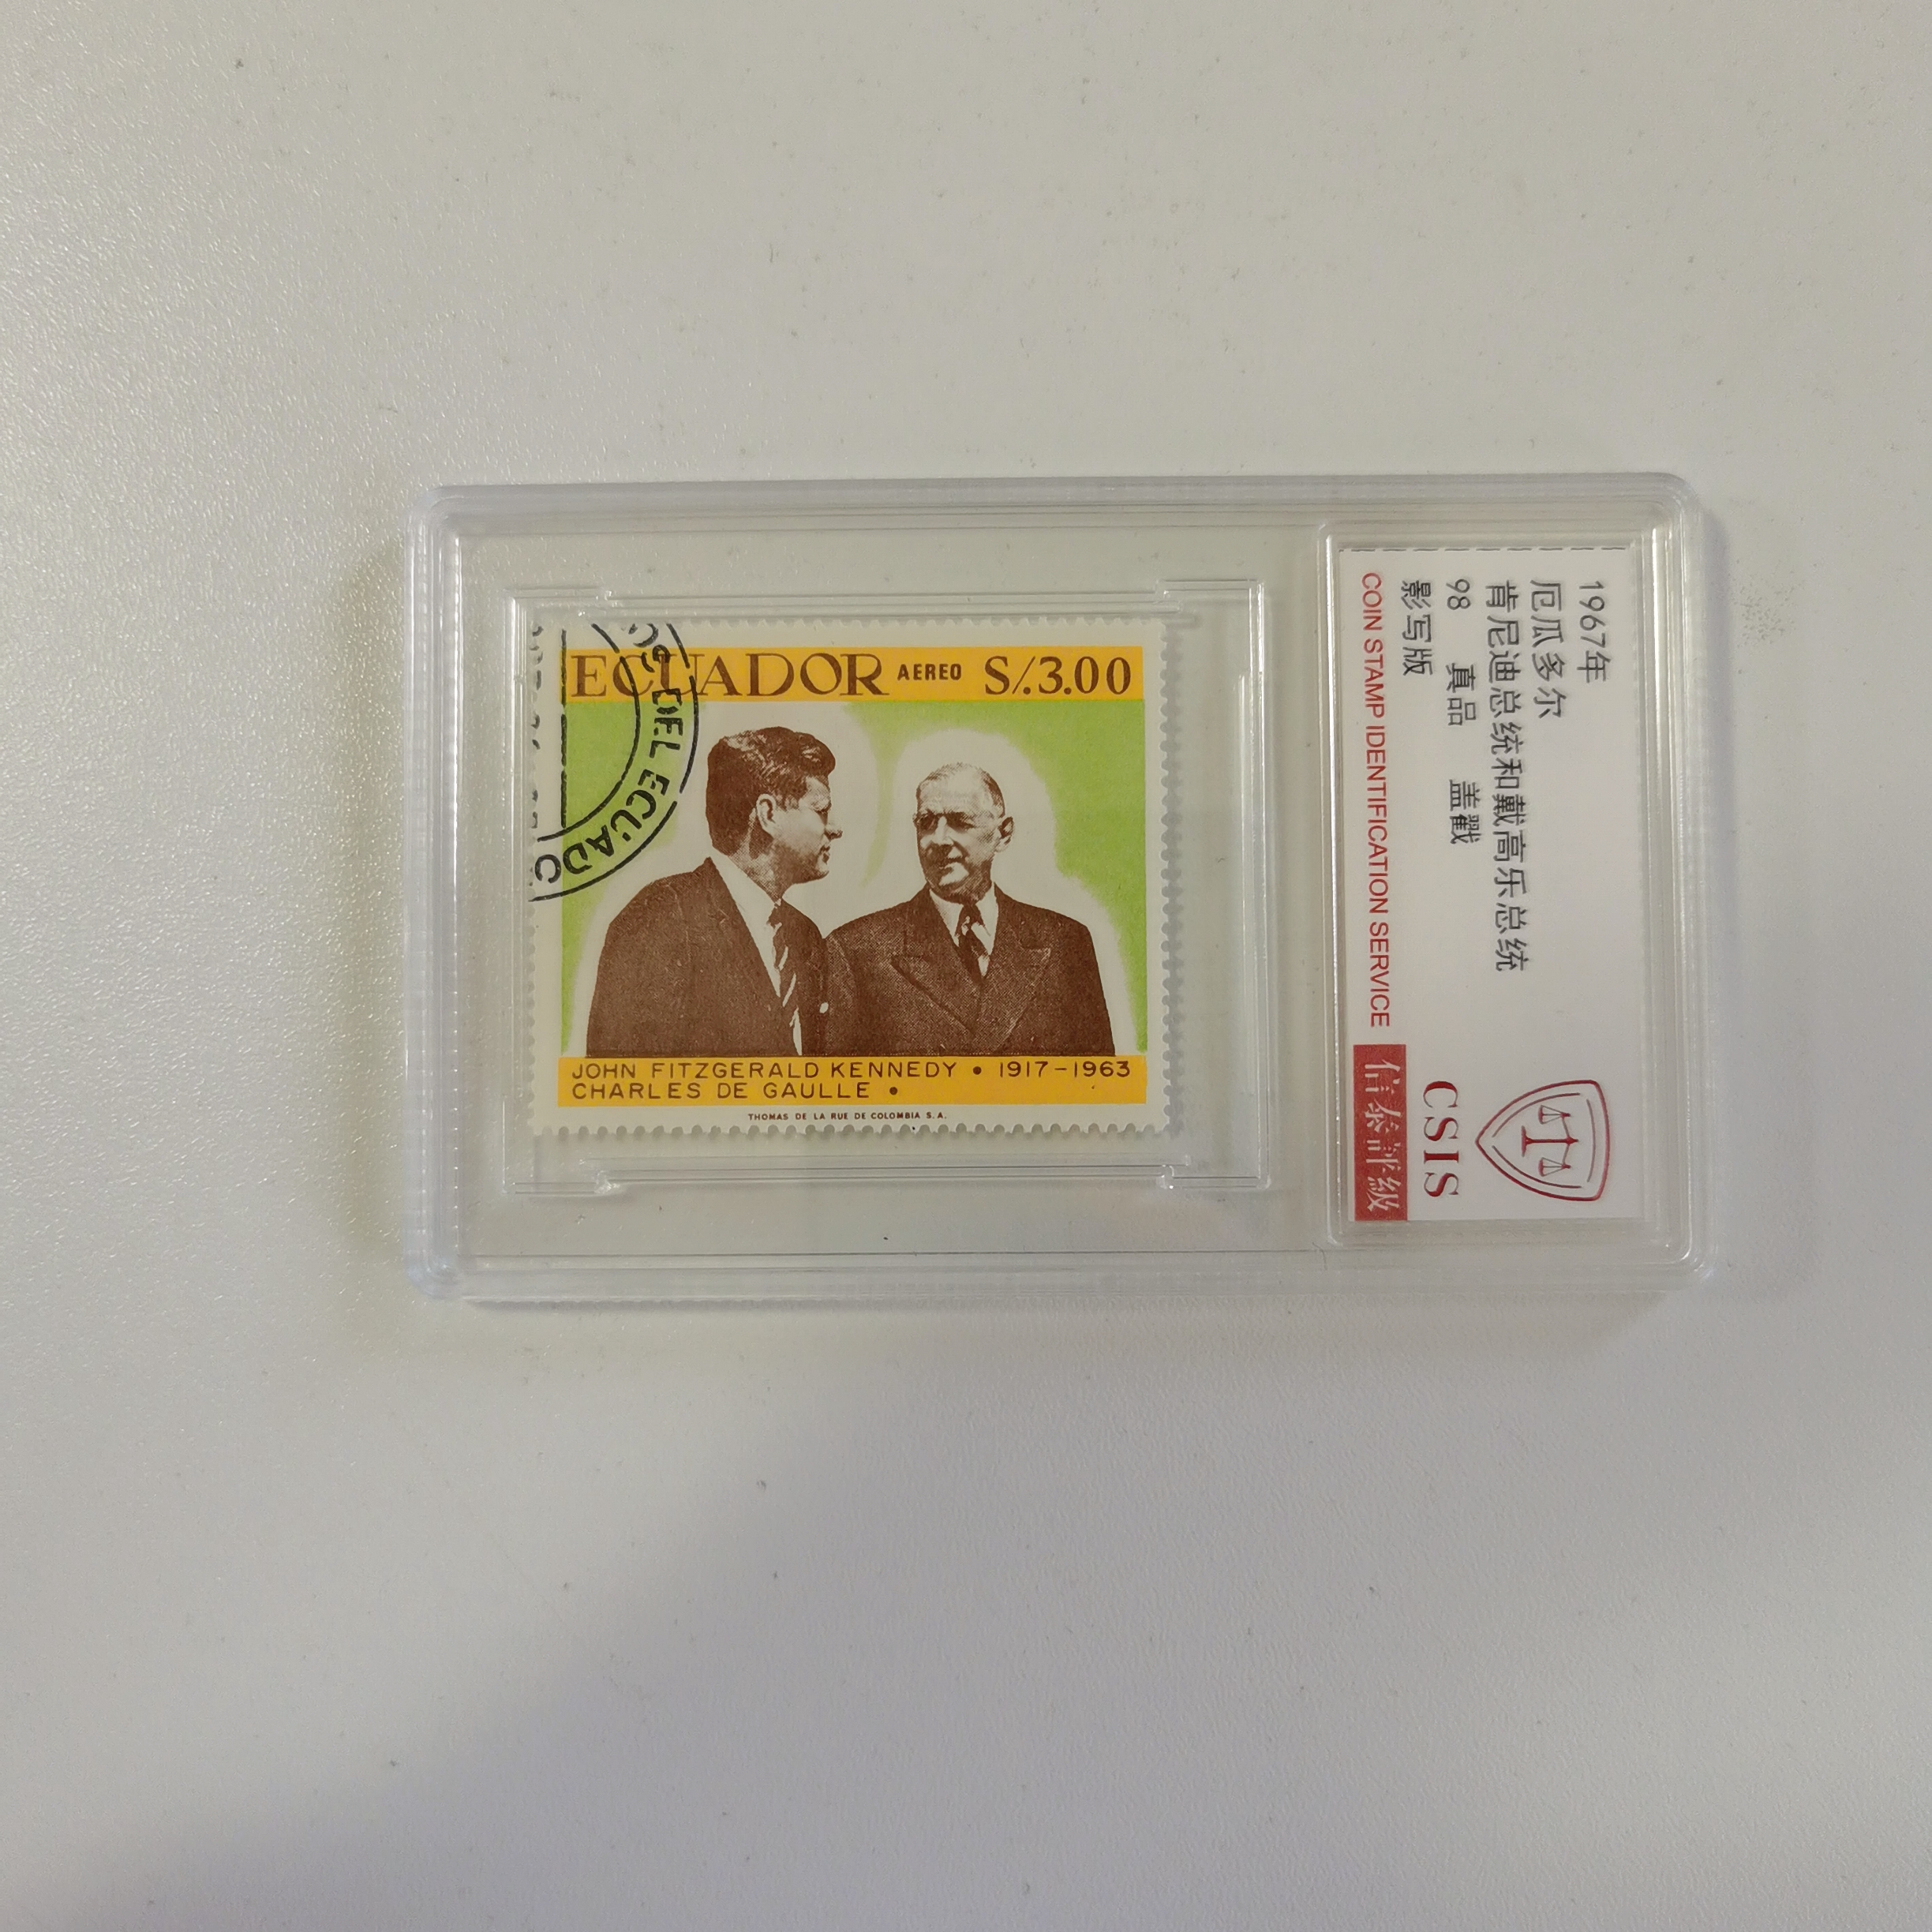 ECUADOR AEREO S/.3.00
DEL ECUADO
JOHN FITZGERALD KENNEDY • 1917-1963
CHARLES DE GAULLE •
THOMAS DE LA RUE DE COLOMBIA S.A.
1967年
厄瓜多尔
肯尼迪总统和戴高乐总统
98 真品 盖戳
影写版
COIN STAMP IDENTIFICATION SERVICE
CSIS
信泰評級